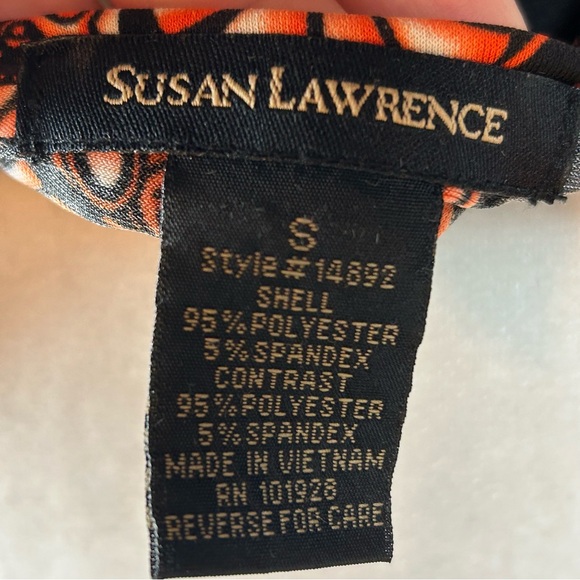 SUSAN LAWRENCE
S
Style#14692
SHELL
95%POLYESTER
5%SPANDEX
CONTRAST
95%POLYESTER
5%SPANDEX
MADE IN VIETNAM
RN 101928
REVERSE FOR CARE